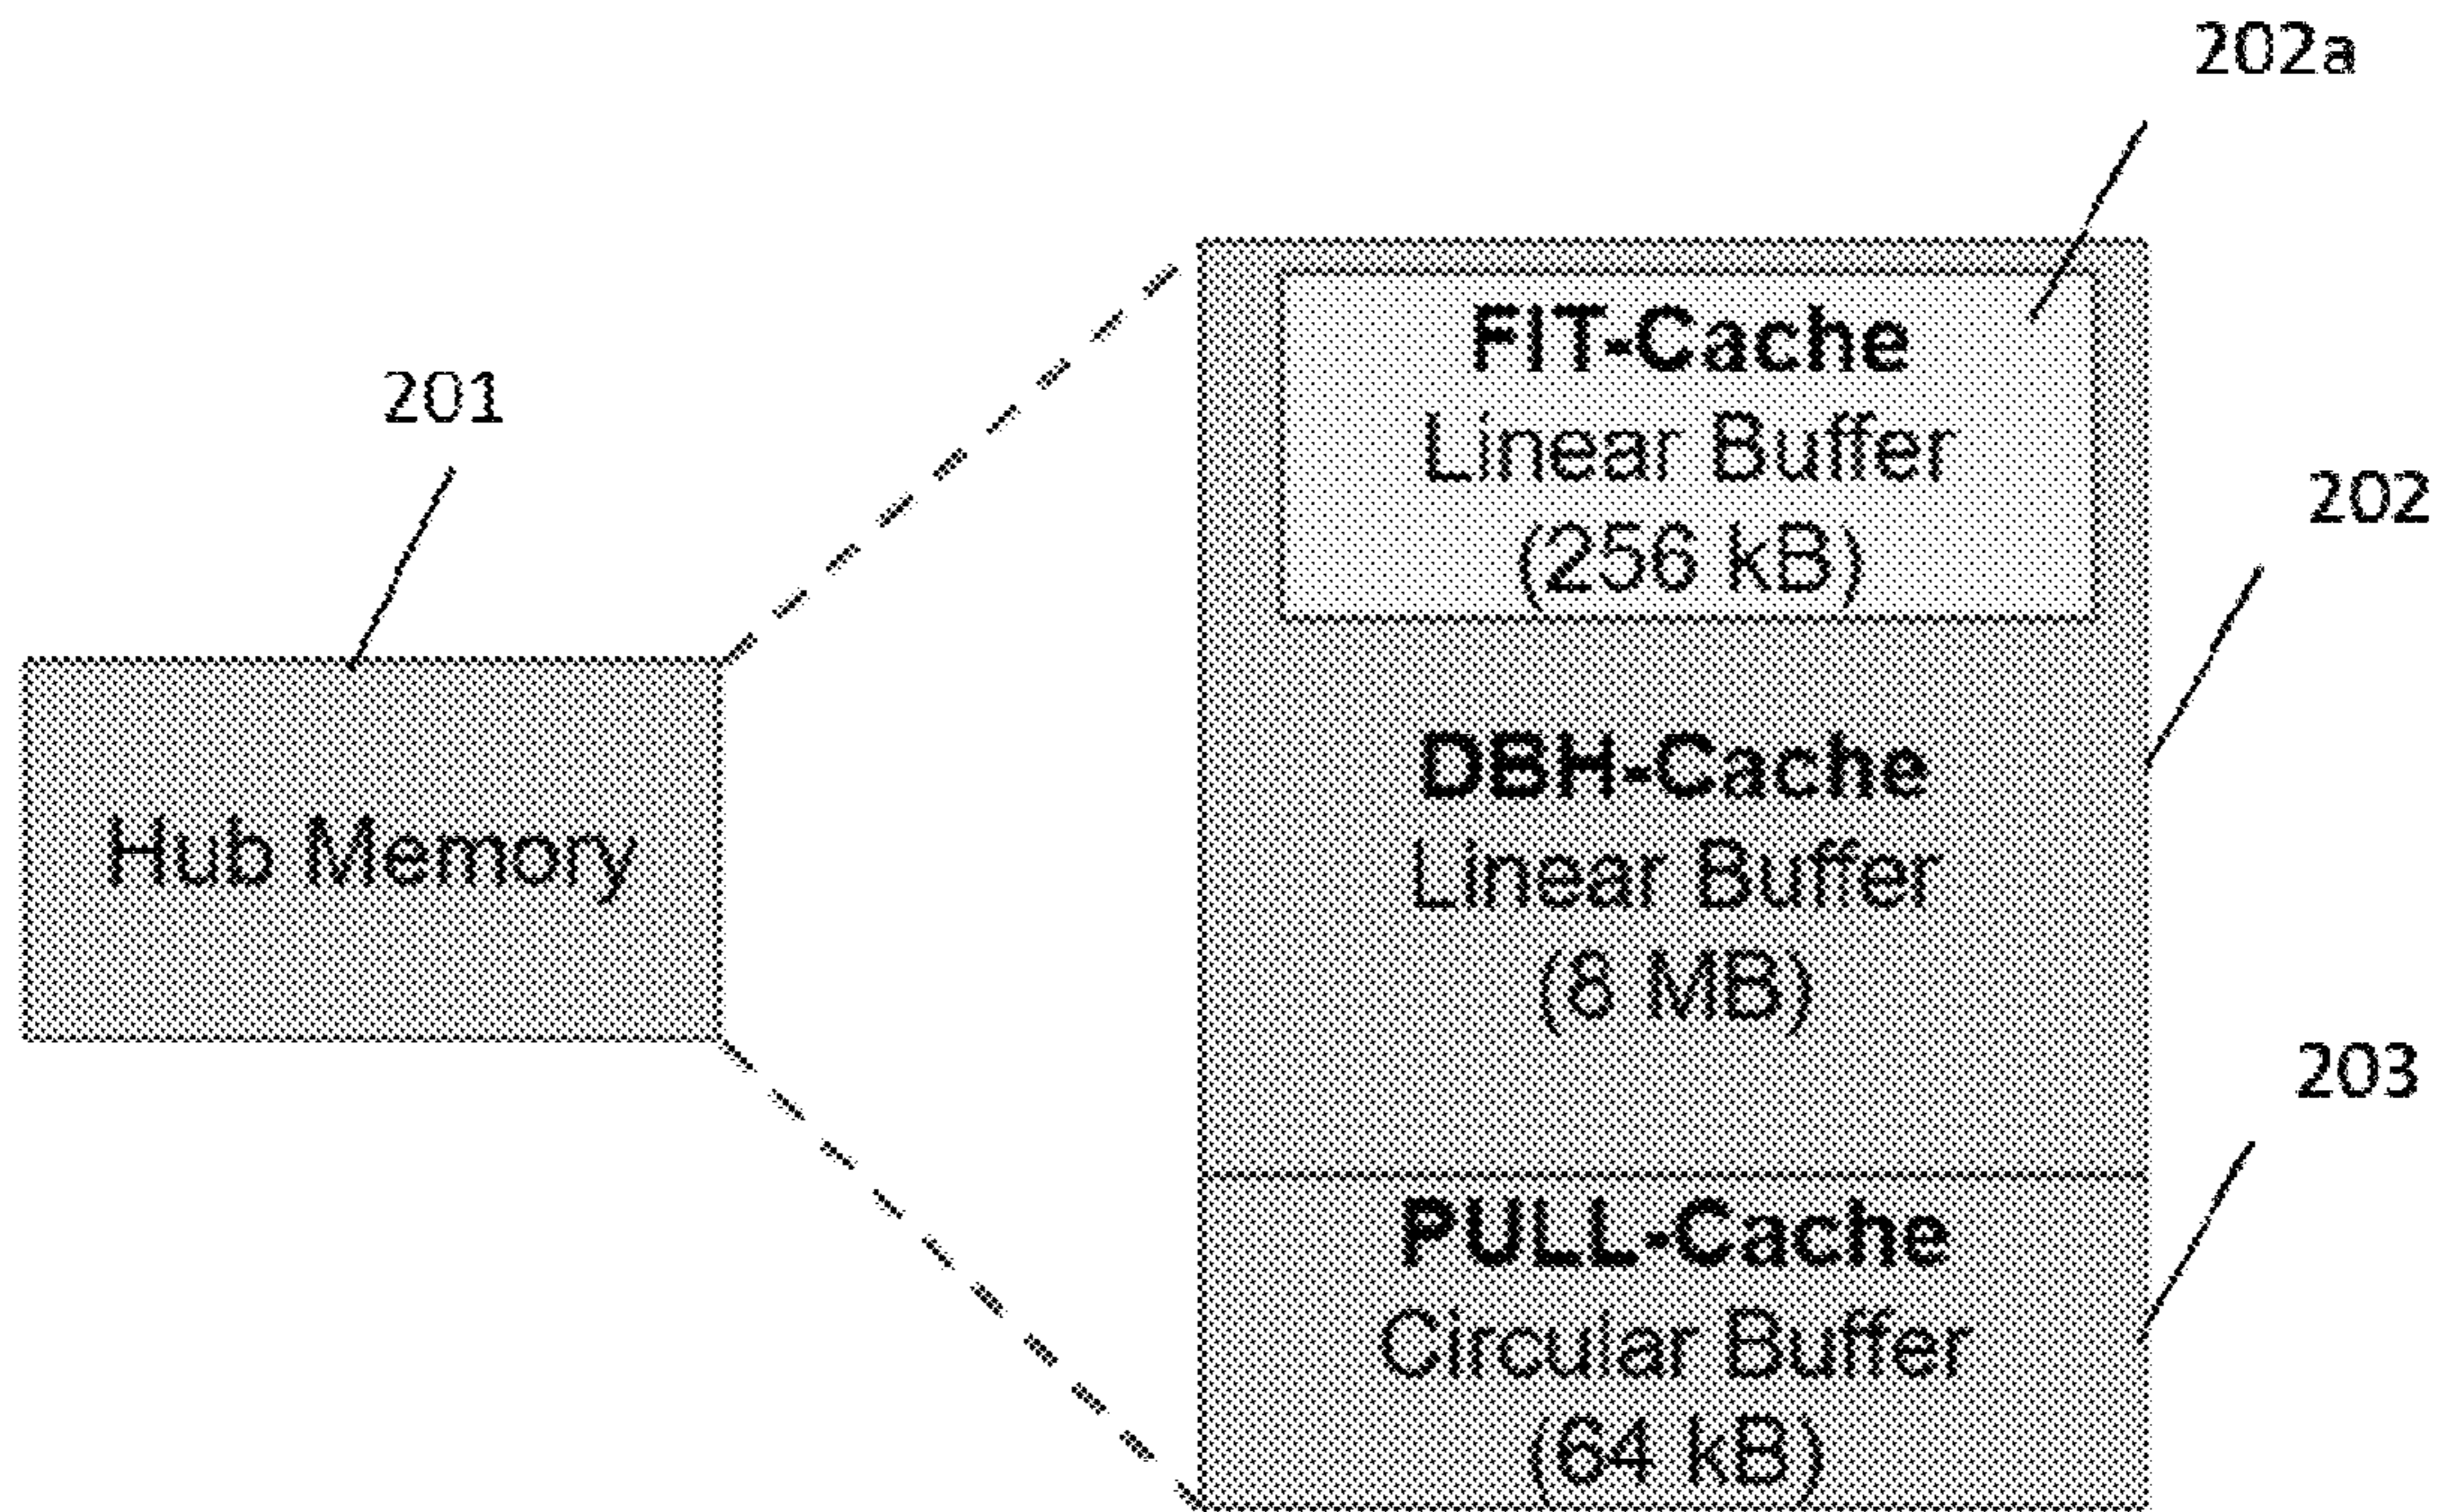 202a
201
FIT-Cache
Linear Buffer
(256 kB)
202
Hub Memory
DBH-Cache
Linear Buffer
(8 MB)
203
PULL-Cache
Circular Buffer
(64 kB)